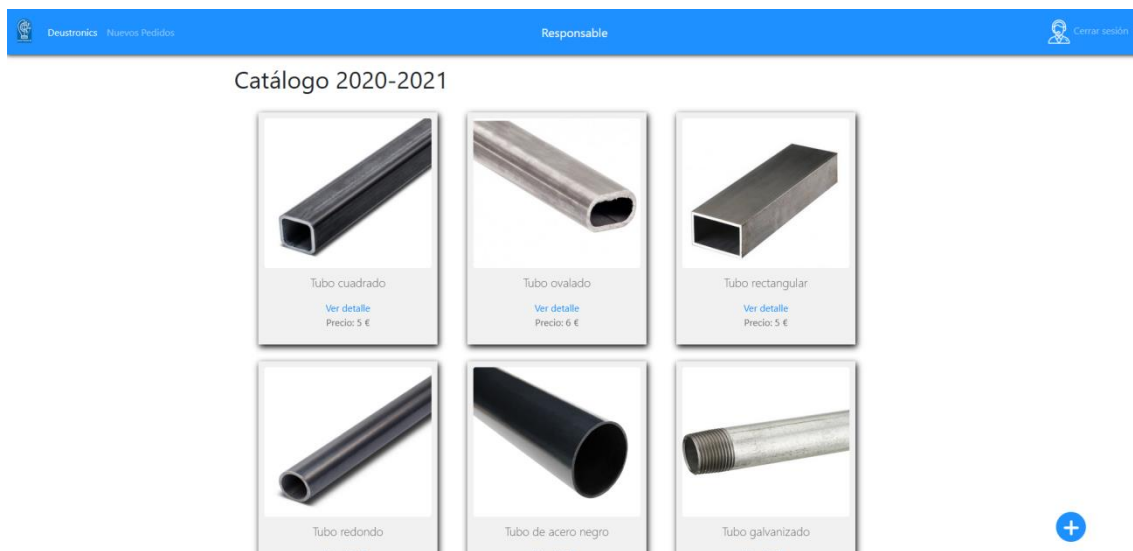 Deustronics Nuevos Pedidos
Responsable
Cerrar sesión
Catálogo 2020-2021
Tubo cuadrado
Ver detalle
Precio: 5 €
Tubo ovalado
Ver detalle
Precio: 6 €
Tubo rectangular
Ver detalle
Precio: 5 €
Tubo redondo
Tubo de acero negro
Tubo galvanizado